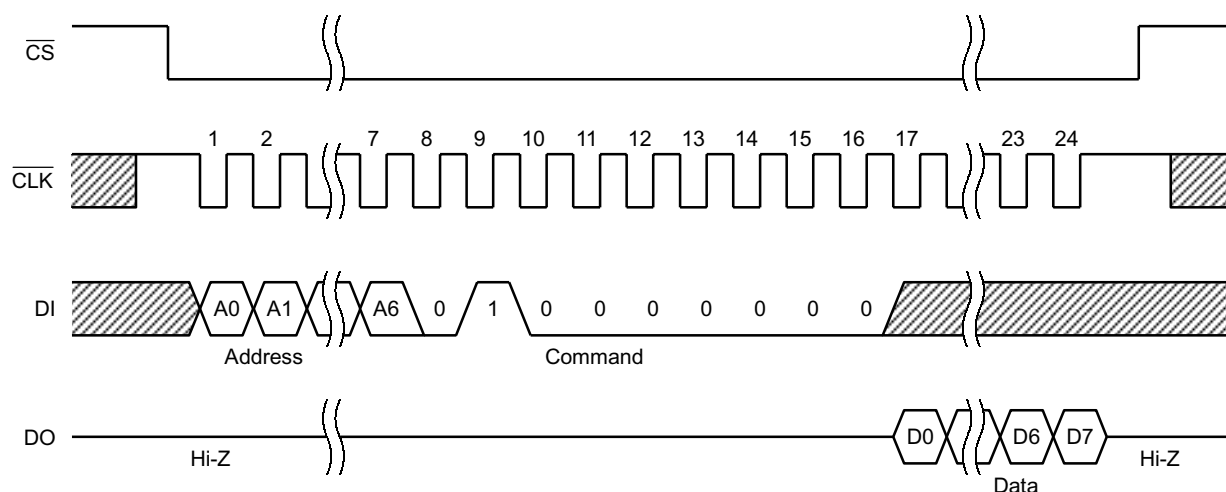 CS
1 2 7 8 9 10 11 12 13 14 15 16 17 23 24
CLK
DI A0 A1 A6 0 1 0 0 0 0 0 0 0
Address Command
DO D0 D6 D7
Hi-Z Hi-Z
Data